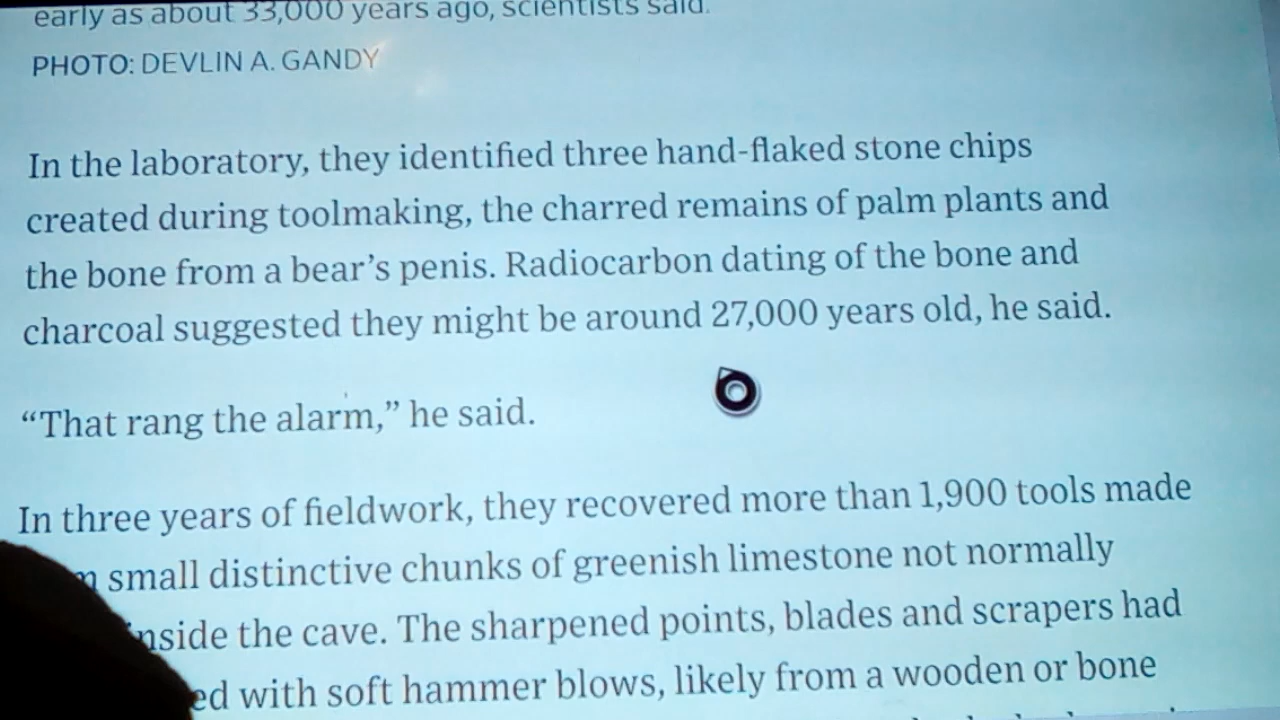 early as about 33,000 years ago, scientists said.
PHOTO: DEVLIN A. GANDY
In the laboratory, they identified three hand-flaked stone chips
created during toolmaking, the charred remains of palm plants and
the bone from a bear’s penis. Radiocarbon dating of the bone and
charcoal suggested they might be around 27,000 years old, he said.
“That rang the alarm,” he said.
In three years of fieldwork, they recovered more than 1,900 tools made
small distinctive chunks of greenish limestone not normally
inside the cave. The sharpened points, blades and scrapers had
with soft hammer blows, likely from a wooden or bone